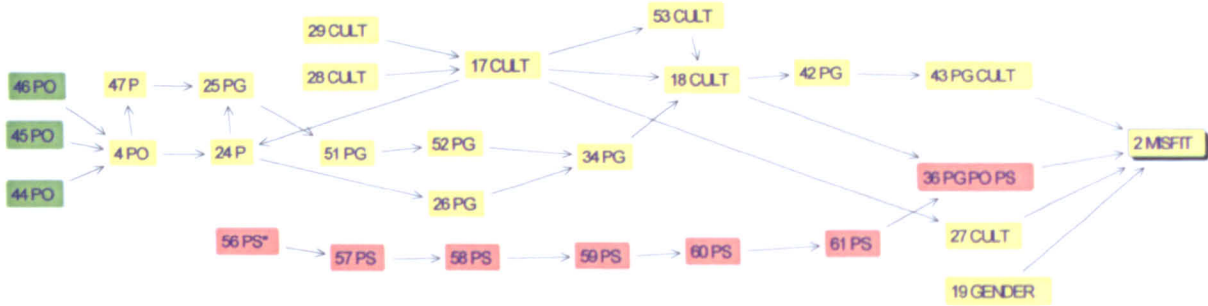 53 CULT
29 CULT
17 CULT
28 CULT
18 CULT
42 PG
43 PG CULT
46 PO
47 P
25 PG
45 PO
4 PO
24 P
51 PG
52 PG
34 PG
2 MISFIT
44 PO
26 PG
36 PG PO PS
56 PS*
57 PS
58 PS
59 PS
60 PS
61 PS
27 CULT
19 GENDER